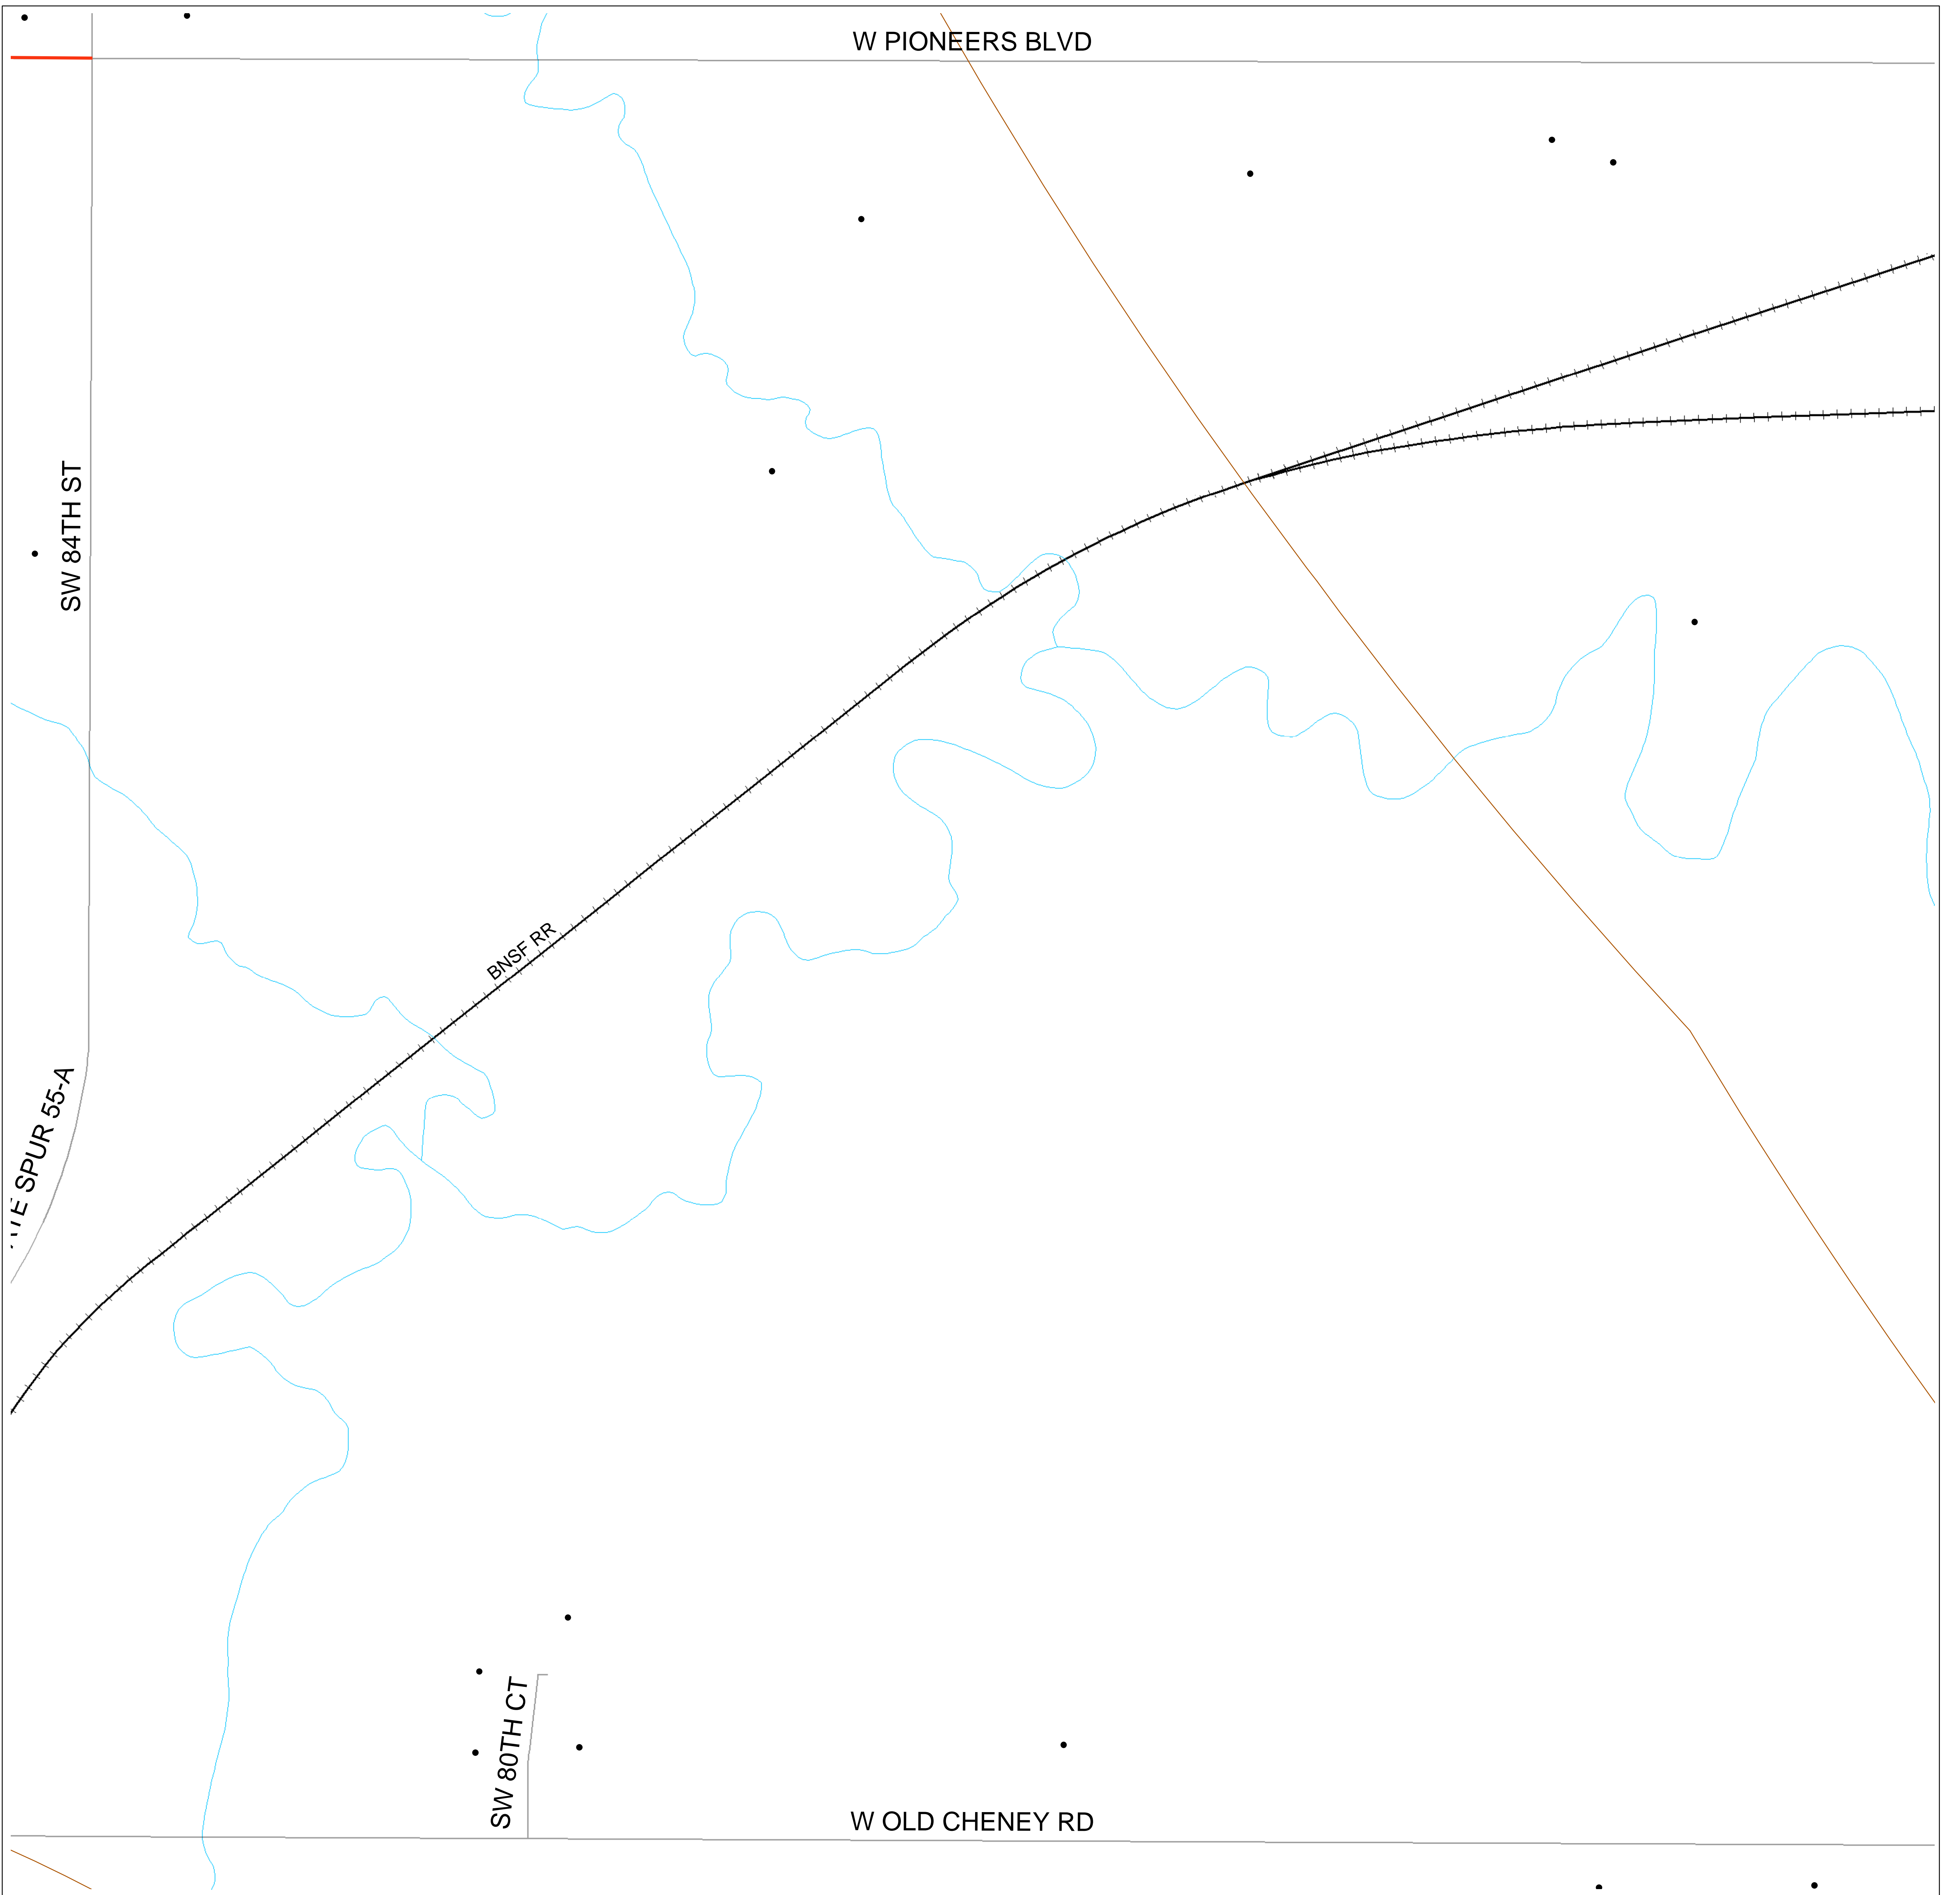 W PIONEERS BLVD
SW 84TH ST
BNSF RR
SPUR 55-A
SW 80TH CT
W OLD CHENEY RD